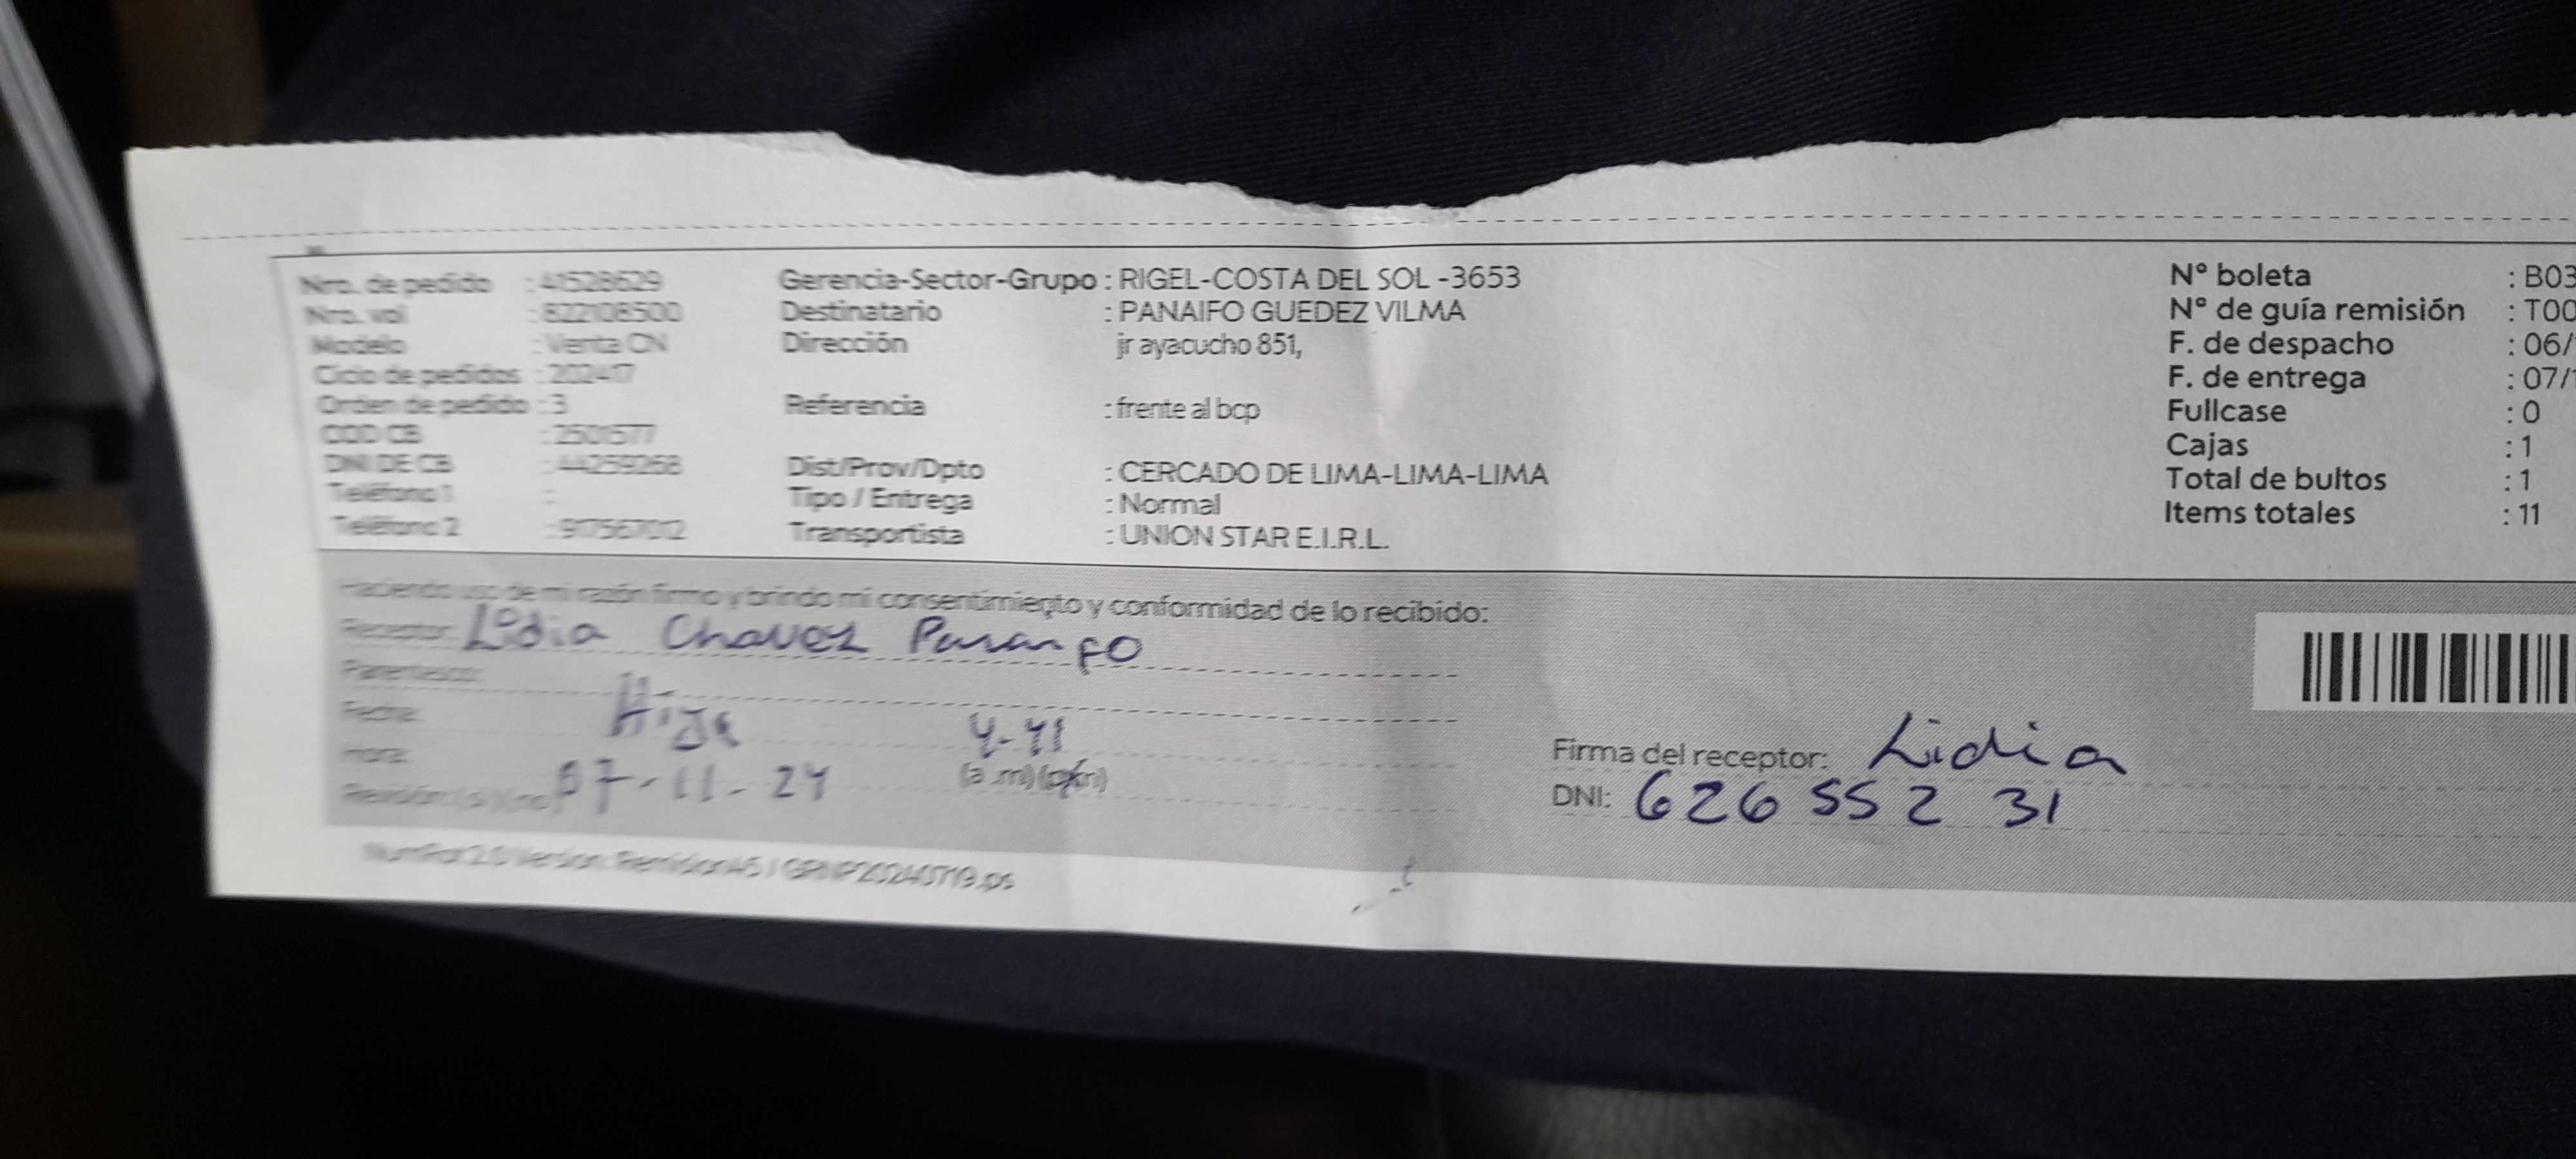 Nro. de pedido : 41528629
Nro. vol : 822108500
Modelo : Venta CN
Ciclo de pedidos : 202417
Orden de pedido : 3
COD CB : 2501577
DNI DE CB : 44259268
Teléfono 1 :
Teléfono 2 : 917567012
Gerencia-Sector-Grupo : RIGEL-COSTA DEL SOL -3653
Destinatario : PANAIFO GUEDEZ VILMA
Dirección jr ayacucho 851,
Referencia : frente al bcp
Dist/Prov/Dpto : CERCADO DE LIMA-LIMA-LIMA
Tipo / Entrega : Normal
Transportista : UNION STAR E.I.R.L.
N° boleta : B03
N° de guía remisión : T00
F. de despacho : 06/
F. de entrega : 07/
Fullcase : 0
Cajas : 1
Total de bultos : 1
Items totales : 11
Haciendo uso de mi razón firmo y brindo mi consentimiento y conformidad de lo recibido:
Receptor: Lidia Chavez
Parentesco:
Fecha: Hija 4-41
Hora: (a.m) (p.m)
Revisión: (si) (no) 07-11-24
Firma del receptor: Lidia
DNI: 626 552 31